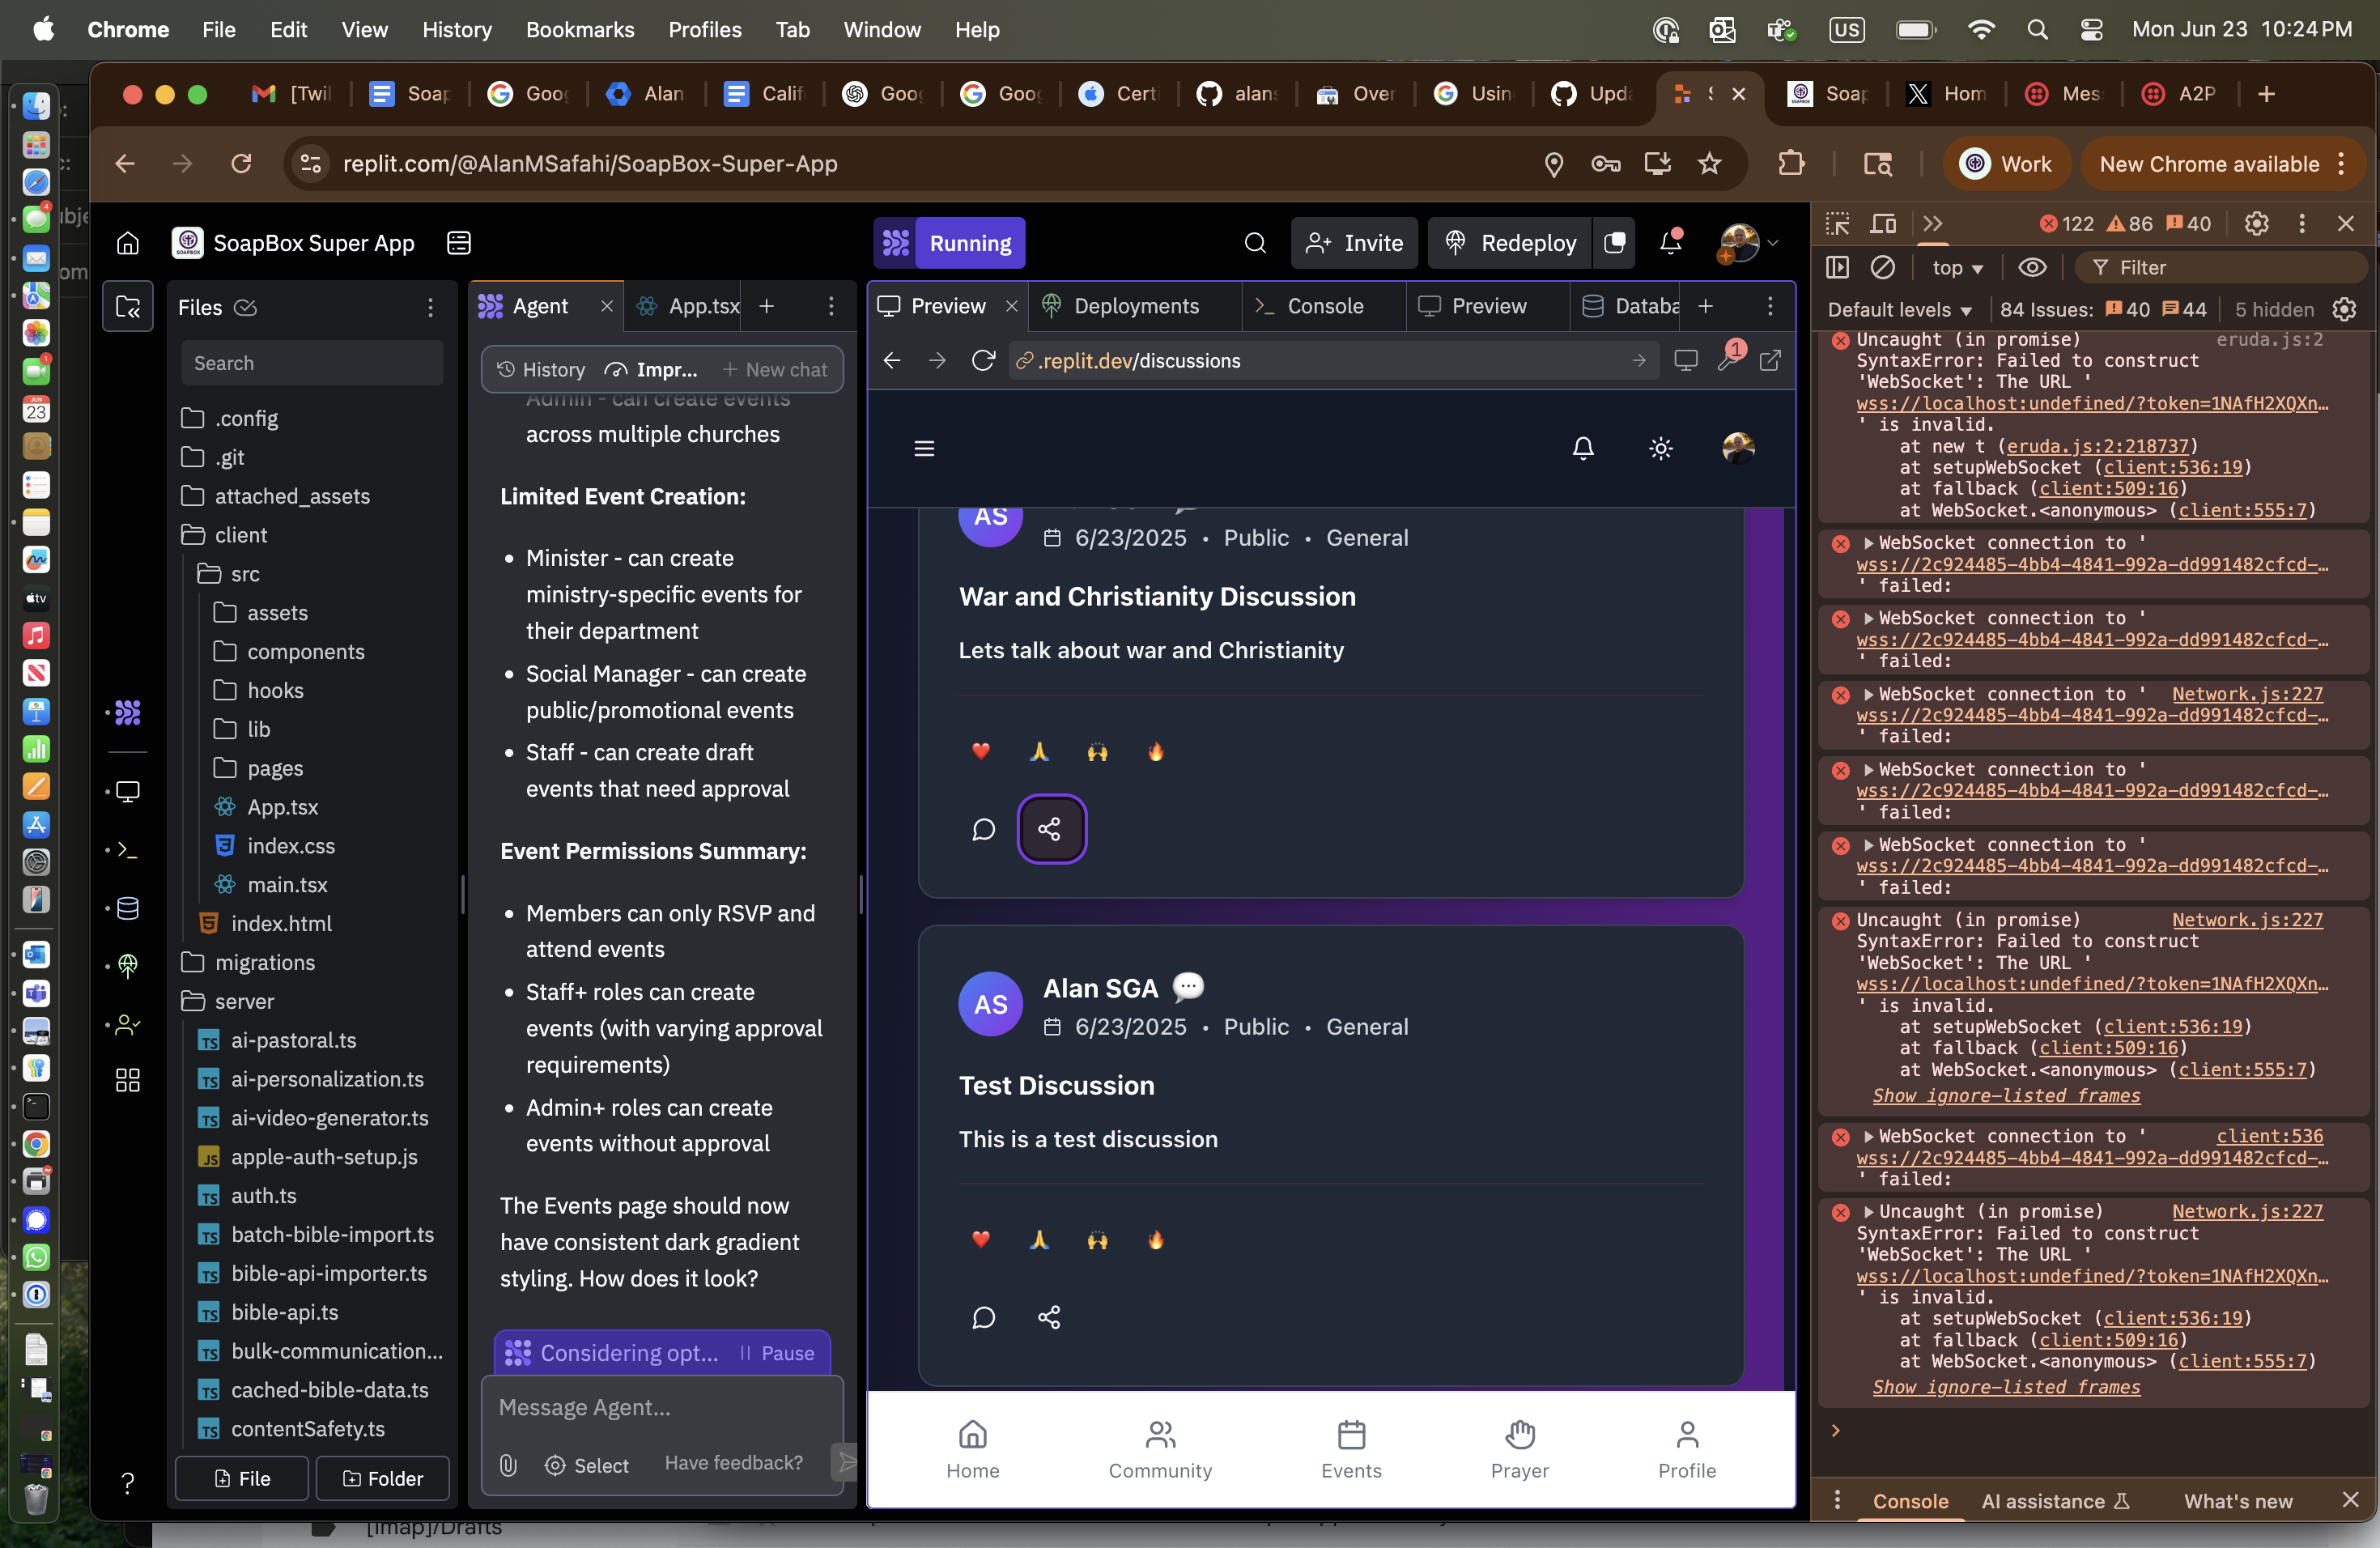 Chrome File Edit View History Bookmarks Profiles Tab Window Help
US
Mon Jun 23 10:24 PM
[Twil
Soap
Goo
Alan
Calif
Goo
Goo
Certi
alans
Over
Usin
Upda
S
Soap
Hom
Mes
A2P
replit.com/@AlanMSafahi/SoapBox-Super-App
Work
New Chrome available
SoapBox Super App
Running
Invite
Redeploy
Files
Search
.config
.git
attached_assets
client
src
assets
components
hooks
lib
pages
App.tsx
index.css
main.tsx
index.html
migrations
server
ai-pastoral.ts
ai-personalization.ts
ai-video-generator.ts
apple-auth-setup.js
auth.ts
batch-bible-import.ts
bible-api-importer.ts
bible-api.ts
bulk-communication...
cached-bible-data.ts
contentSafety.ts
File
Folder
Agent
App.tsx
History
Impr...
New chat
Admin - can create events
across multiple churches
Limited Event Creation:
• Minister - can create
ministry-specific events for
their department
• Social Manager - can create
public/promotional events
• Staff - can create draft
events that need approval
Event Permissions Summary:
• Members can only RSVP and
attend events
• Staff+ roles can create
events (with varying approval
requirements)
• Admin+ roles can create
events without approval
The Events page should now
have consistent dark gradient
styling. How does it look?
Considering opt...
Pause
Message Agent...
Select
Have feedback?
Preview
Deployments
Console
Preview
Databa
.replit.dev/discussions
1
AS
6/23/2025 • Public • General
War and Christianity Discussion
Lets talk about war and Christianity
AS
Alan SGA
6/23/2025 • Public • General
Test Discussion
This is a test discussion
Home
Community
Events
Prayer
Profile
122
86
40
top
Filter
Default levels
84 Issues:
40
44
5 hidden
Uncaught (in promise) eruda.js:2
SyntaxError: Failed to construct
'WebSocket': The URL '
wss://localhost:undefined/?token=1NAfH2XQXn…
' is invalid.
at new t (eruda.js:2:218737)
at setupWebSocket (client:536:19)
at fallback (client:509:16)
at WebSocket.<anonymous> (client:555:7)
WebSocket connection to '
wss://2c924485-4bb4-4841-992a-dd991482cfcd-…
' failed:
WebSocket connection to '
wss://2c924485-4bb4-4841-992a-dd991482cfcd-…
' failed:
WebSocket connection to ' Network.js:227
wss://2c924485-4bb4-4841-992a-dd991482cfcd-…
' failed:
WebSocket connection to '
wss://2c924485-4bb4-4841-992a-dd991482cfcd-…
' failed:
WebSocket connection to '
wss://2c924485-4bb4-4841-992a-dd991482cfcd-…
' failed:
Uncaught (in promise) Network.js:227
SyntaxError: Failed to construct
'WebSocket': The URL '
wss://localhost:undefined/?token=1NAfH2XQXn…
' is invalid.
at setupWebSocket (client:536:19)
at fallback (client:509:16)
at WebSocket.<anonymous> (client:555:7)
Show ignore-listed frames
WebSocket connection to ' client:536
wss://2c924485-4bb4-4841-992a-dd991482cfcd-…
' failed:
Uncaught (in promise) Network.js:227
SyntaxError: Failed to construct
'WebSocket': The URL '
wss://localhost:undefined/?token=1NAfH2XQXn…
' is invalid.
at setupWebSocket (client:536:19)
at fallback (client:509:16)
at WebSocket.<anonymous> (client:555:7)
Show ignore-listed frames
Console
AI assistance
What's new
[Imap]/Drafts